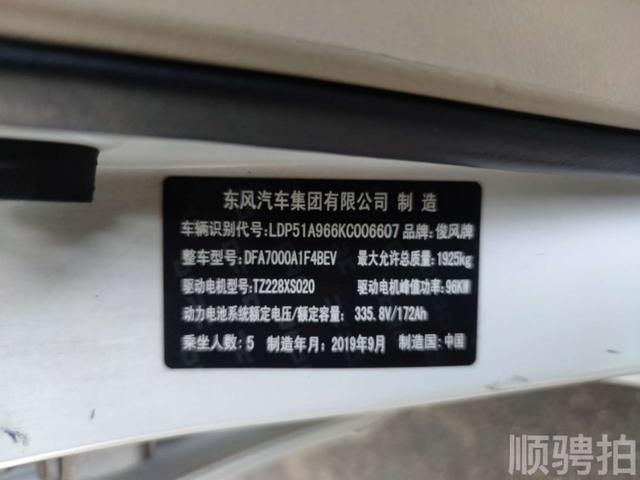 东风汽车集团有限公司 制造
车辆识别代号:LDP51A966KC006607 品牌:俊风牌
整车型号:DFA7000A1F4BEV 最大允许总质量:1925kg
驱动电机型号:TZ228XS020 驱动电机峰值功率:96KW
动力电池系统额定电压/额定容量: 335.8V/172Ah
乘坐人数:5 制造年月:2019年9月 制造国:中国
顺骋拍